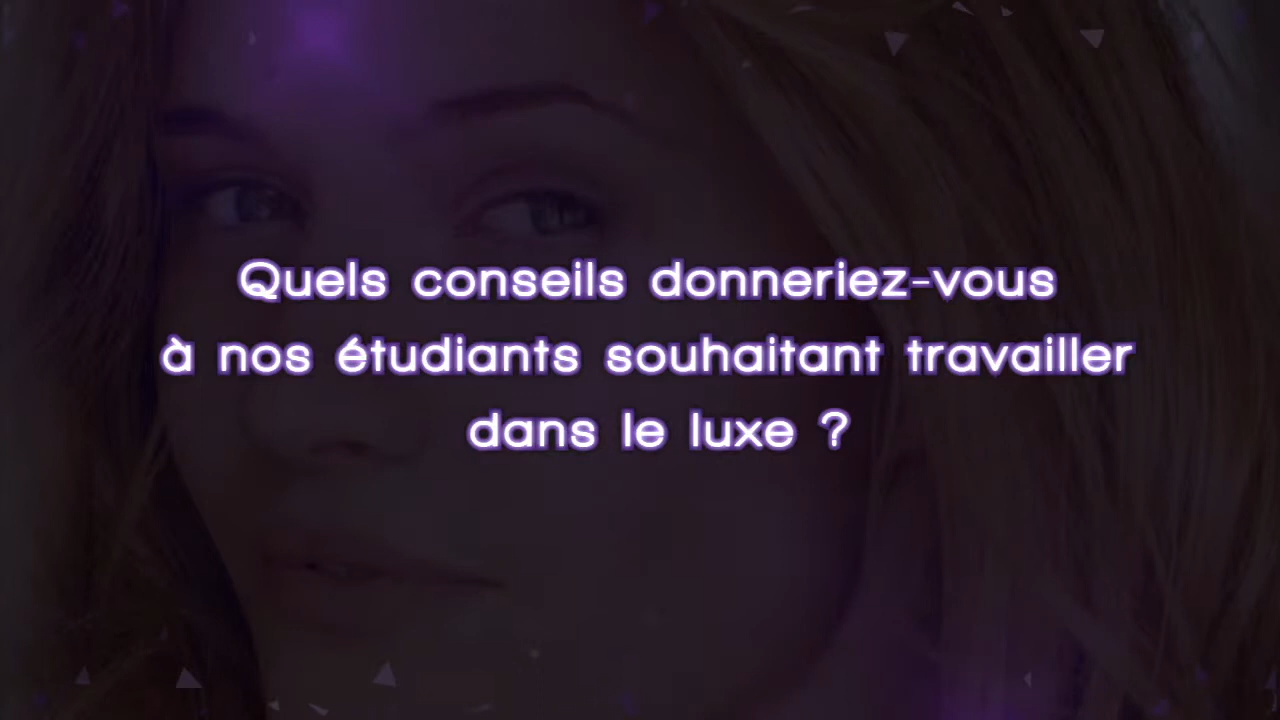 Quels conseils donneriez-vous
à nos étudiants souhaitant travailler
dans le luxe ?